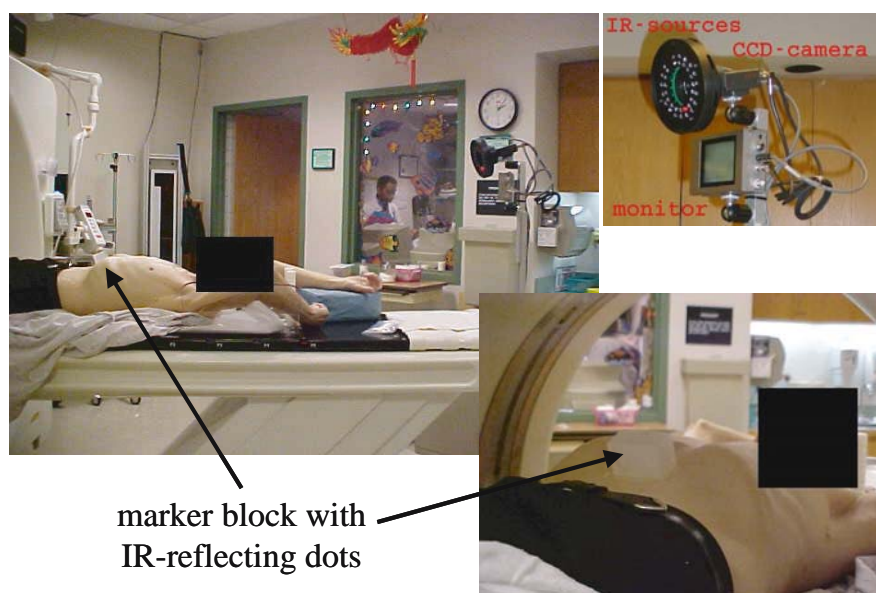 IR-sources
CCD-camera
monitor
marker block with
IR-reflecting dots